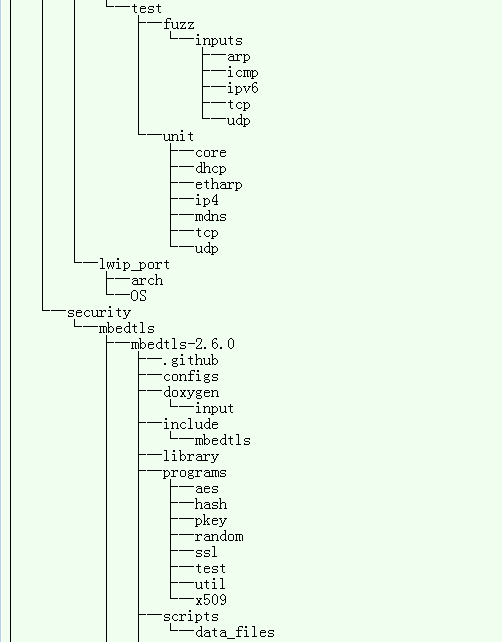 test
fuzz
inputs
arp
icmp
ipv6
tcp
udp
unit
core
dhcp
etharp
ip4
mdns
tcp
udp
lwip_port
arch
OS
security
mbedtls
mbedtls-2.6.0
.github
configs
doxygen
input
include
mbedtls
library
programs
aes
hash
pkey
random
ssl
test
util
x509
scripts
data_files